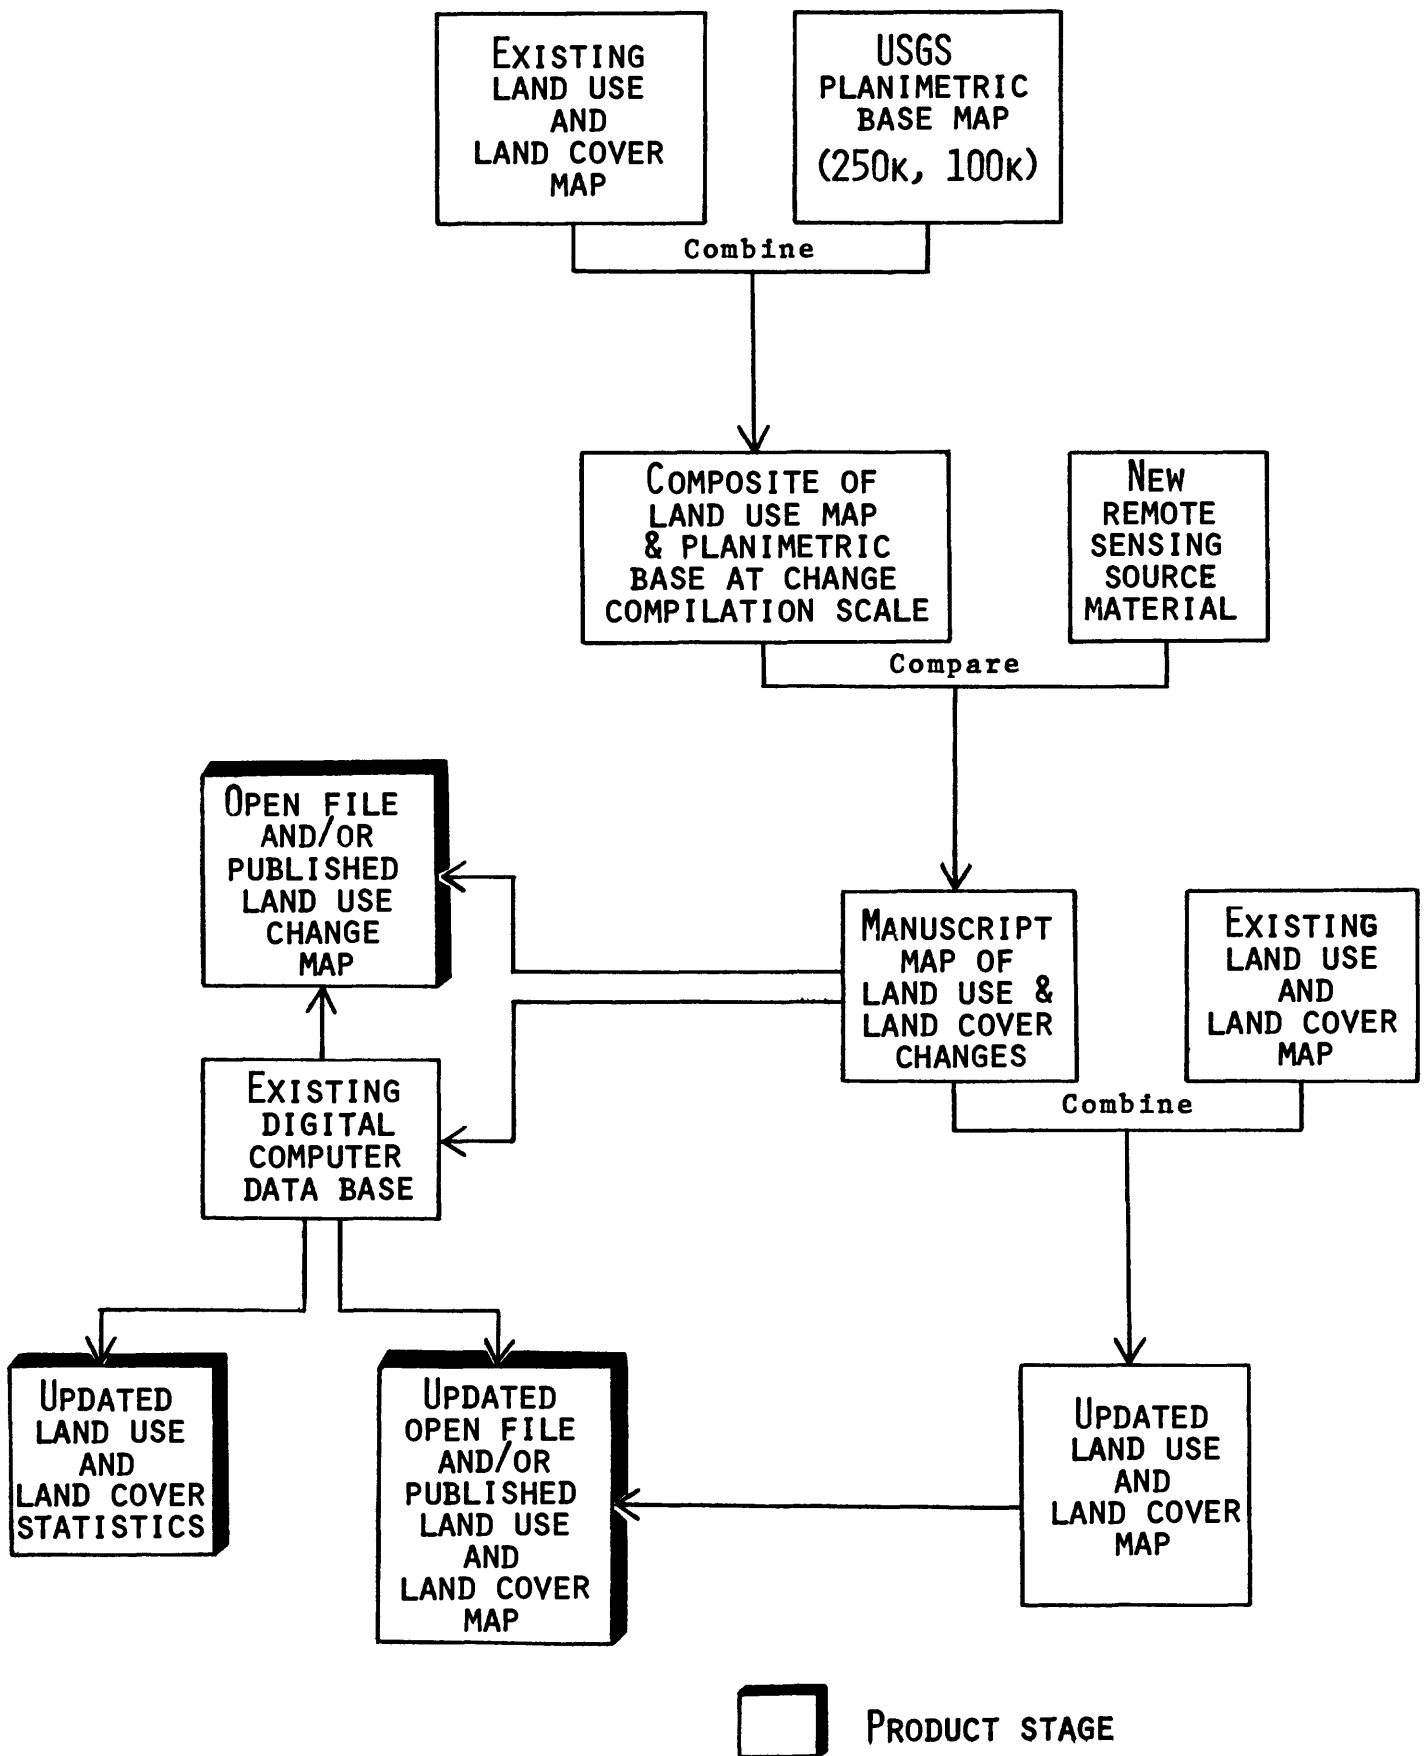 EXISTING
LAND USE
AND
LAND COVER
MAP
USGS
PLANIMETRIC
BASE MAP
(250K, 100K)
Combine
COMPOSITE OF
LAND USE MAP
& PLANIMETRIC
BASE AT CHANGE
COMPILATION SCALE
NEW
REMOTE
SENSING
SOURCE
MATERIAL
Compare
OPEN FILE
AND/OR
PUBLISHED
LAND USE
CHANGE
MAP
MANUSCRIPT
MAP OF
LAND USE &
LAND COVER
CHANGES
EXISTING
LAND USE
AND
LAND COVER
MAP
Combine
EXISTING
DIGITAL
COMPUTER
DATA BASE
UPDATED
LAND USE
AND
LAND COVER
STATISTICS
UPDATED
OPEN FILE
AND/OR
PUBLISHED
LAND USE
AND
LAND COVER
MAP
UPDATED
LAND USE
AND
LAND COVER
MAP
PRODUCT STAGE